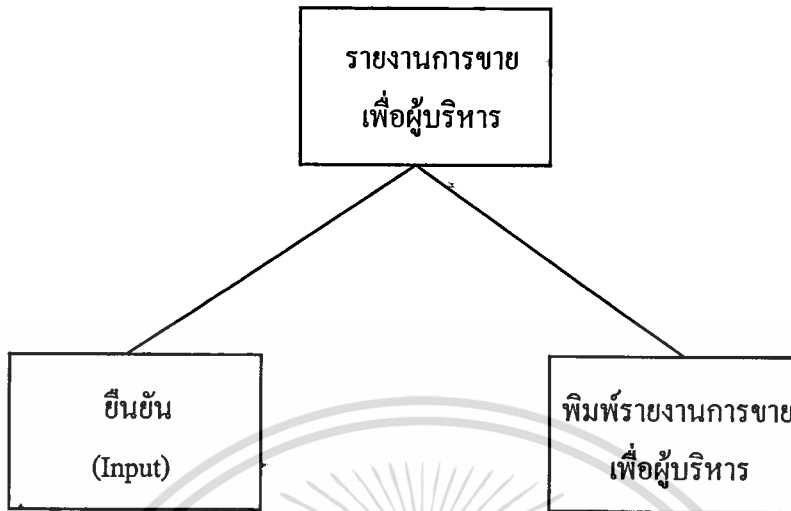 รายงานการขาย
เพื่อผู้บริหาร
ยืนยัน
(Input)
พิมพ์รายงานการขาย
เพื่อผู้บริหาร